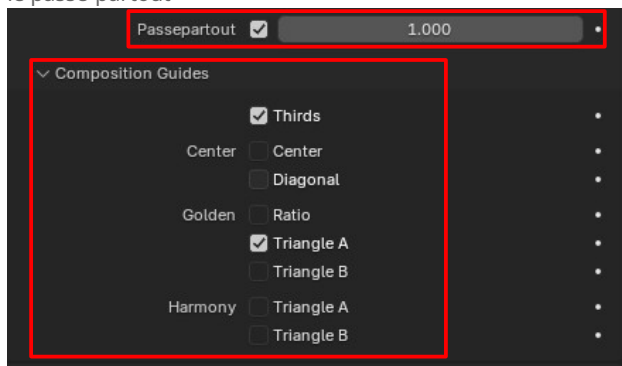 Passepartout 1.000
Composition Guides
Thirds
Center Center
Diagonal
Golden Ratio
Triangle A
Triangle B
Harmony Triangle A
Triangle B